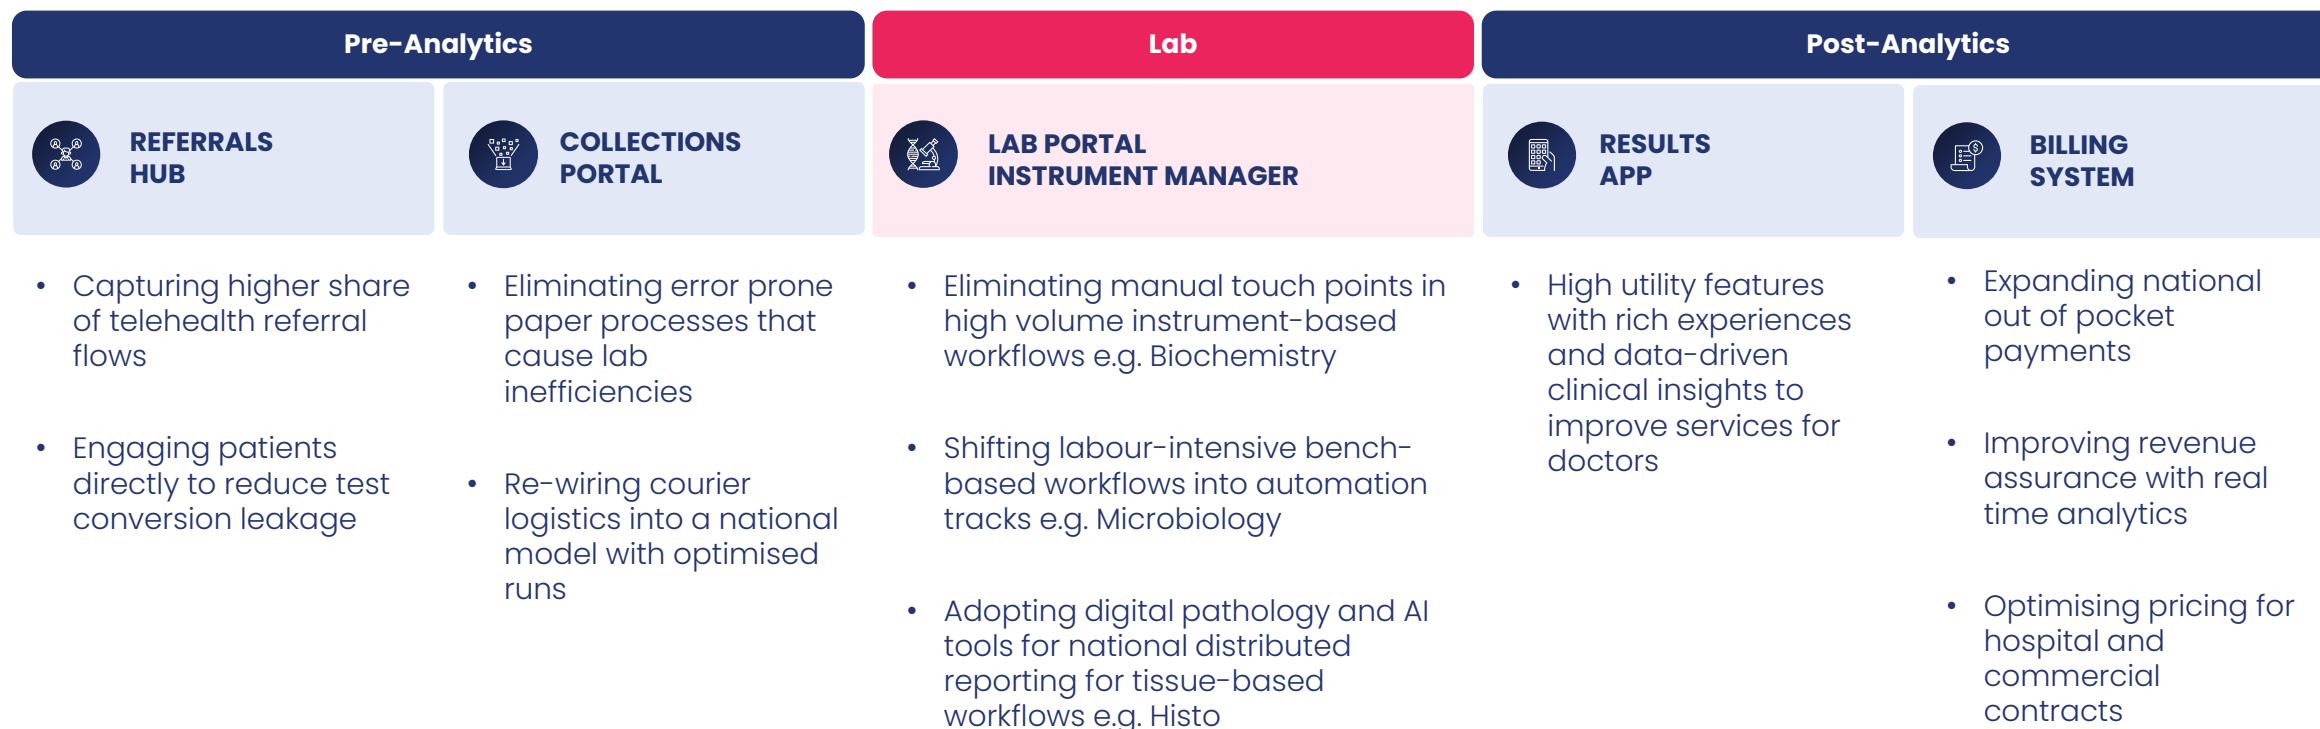 Pre-Analytics
Lab
Post-Analytics
REFERRALS
HUB
COLLECTIONS
PORTAL
LAB PORTAL
INSTRUMENT MANAGER
RESULTS
APP
BILLING
SYSTEM
• Capturing higher share
of telehealth referral
flows
• Engaging patients
directly to reduce test
conversion leakage
• Eliminating error prone
paper processes that
cause lab
inefficiencies
• Re-wiring courier
logistics into a national
model with optimised
runs
• Eliminating manual touch points in
high volume instrument-based
workflows e.g. Biochemistry
• Shifting labour-intensive bench-
based workflows into automation
tracks e.g. Microbiology
• Adopting digital pathology and AI
tools for national distributed
reporting for tissue-based
workflows e.g. Histo
• High utility features
with rich experiences
and data-driven
clinical insights to
improve services for
doctors
• Expanding national
out of pocket
payments
• Improving revenue
assurance with real
time analytics
• Optimising pricing for
hospital and
commercial
contracts